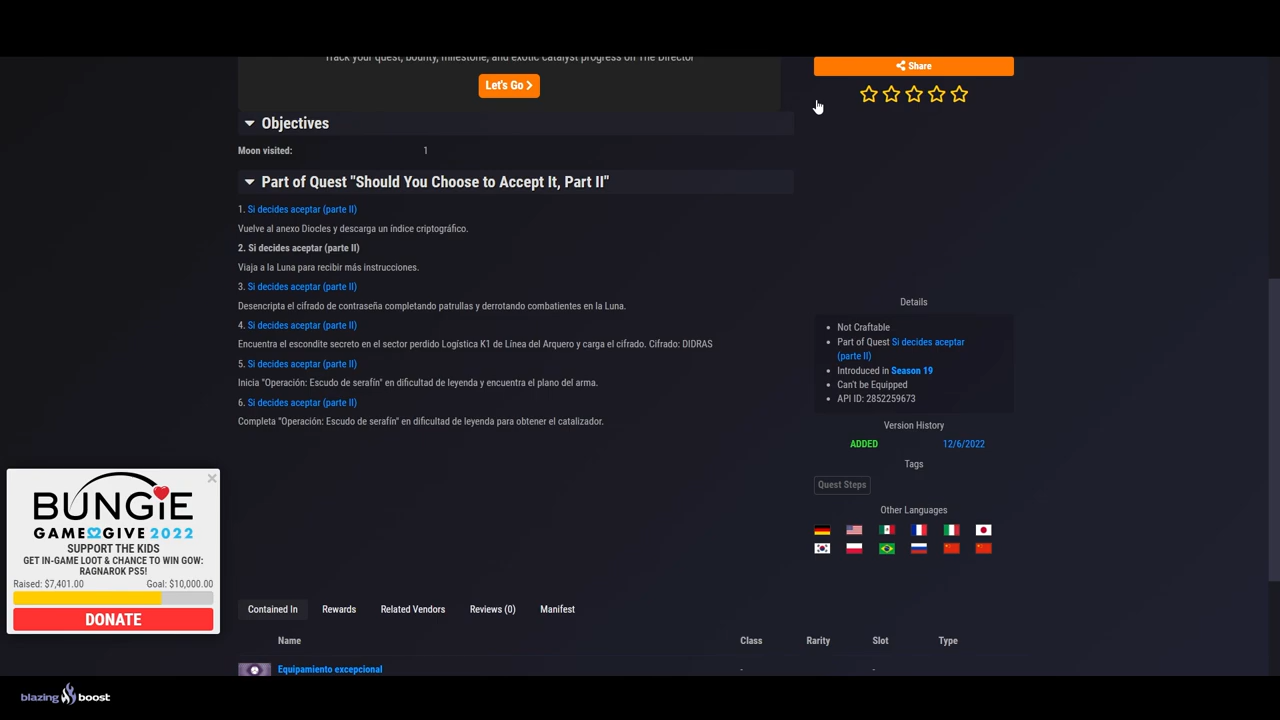 Track your quest, bounty, milestone, and exotic catalyst progress on The Director
Let's Go
Share
Objectives
Moon visited: 1
Part of Quest "Should You Choose to Accept It, Part II"
1. Si decides aceptar (parte II)
Vuelve al anexo Diocles y descarga un índice criptográfico.
2. Si decides aceptar (parte II)
Viaja a la Luna para recibir más instrucciones.
3. Si decides aceptar (parte II)
Desencripta el cifrado de contraseña completando patrullas y derrotando combatientes en la Luna.
4. Si decides aceptar (parte II)
Encuentra el escondite secreto en el sector perdido Logística K1 de Línea del Arquero y carga el cifrado. Cifrado: DIDRAS
5. Si decides aceptar (parte II)
Inicia "Operación: Escudo de serafín" en dificultad de leyenda y encuentra el plano del arma.
6. Si decides aceptar (parte II)
Completa "Operación: Escudo de serafín" en dificultad de leyenda para obtener el catalizador.
Details
Not Craftable
Part of Quest Si decides aceptar
(parte II)
Introduced in Season 19
Can't be Equipped
API ID: 2852259673
Version History
ADDED 12/6/2022
Tags
Quest Steps
Other Languages
BUNGiE
GAME GIVE 2022
SUPPORT THE KIDS
GET IN-GAME LOOT & CHANCE TO WIN GOW:
RAGNAROK PS5!
Raised: $7,401.00 Goal: $10,000.00
DONATE
Contained In Rewards Related Vendors Reviews (0) Manifest
Name Class Rarity Slot Type
Equipamiento excepcional - -
blazing boost